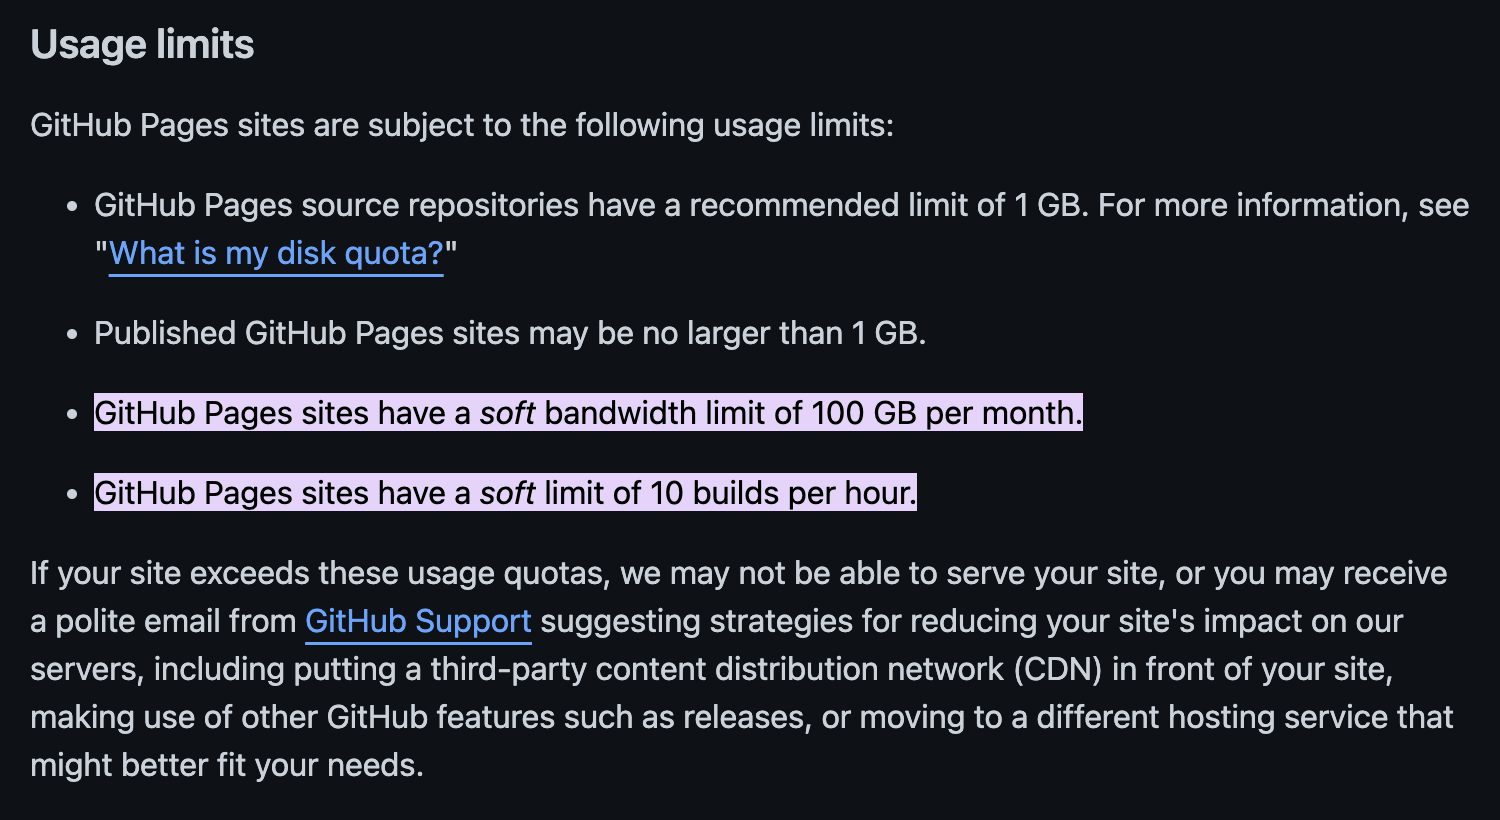 Usage limits
GitHub Pages sites are subject to the following usage limits:
• GitHub Pages source repositories have a recommended limit of 1 GB. For more information, see
"What is my disk quota?"
• Published GitHub Pages sites may be no larger than 1 GB.
• GitHub Pages sites have a soft bandwidth limit of 100 GB per month.
• GitHub Pages sites have a soft limit of 10 builds per hour.
If your site exceeds these usage quotas, we may not be able to serve your site, or you may receive
a polite email from GitHub Support suggesting strategies for reducing your site's impact on our
servers, including putting a third-party content distribution network (CDN) in front of your site,
making use of other GitHub features such as releases, or moving to a different hosting service that
might better fit your needs.